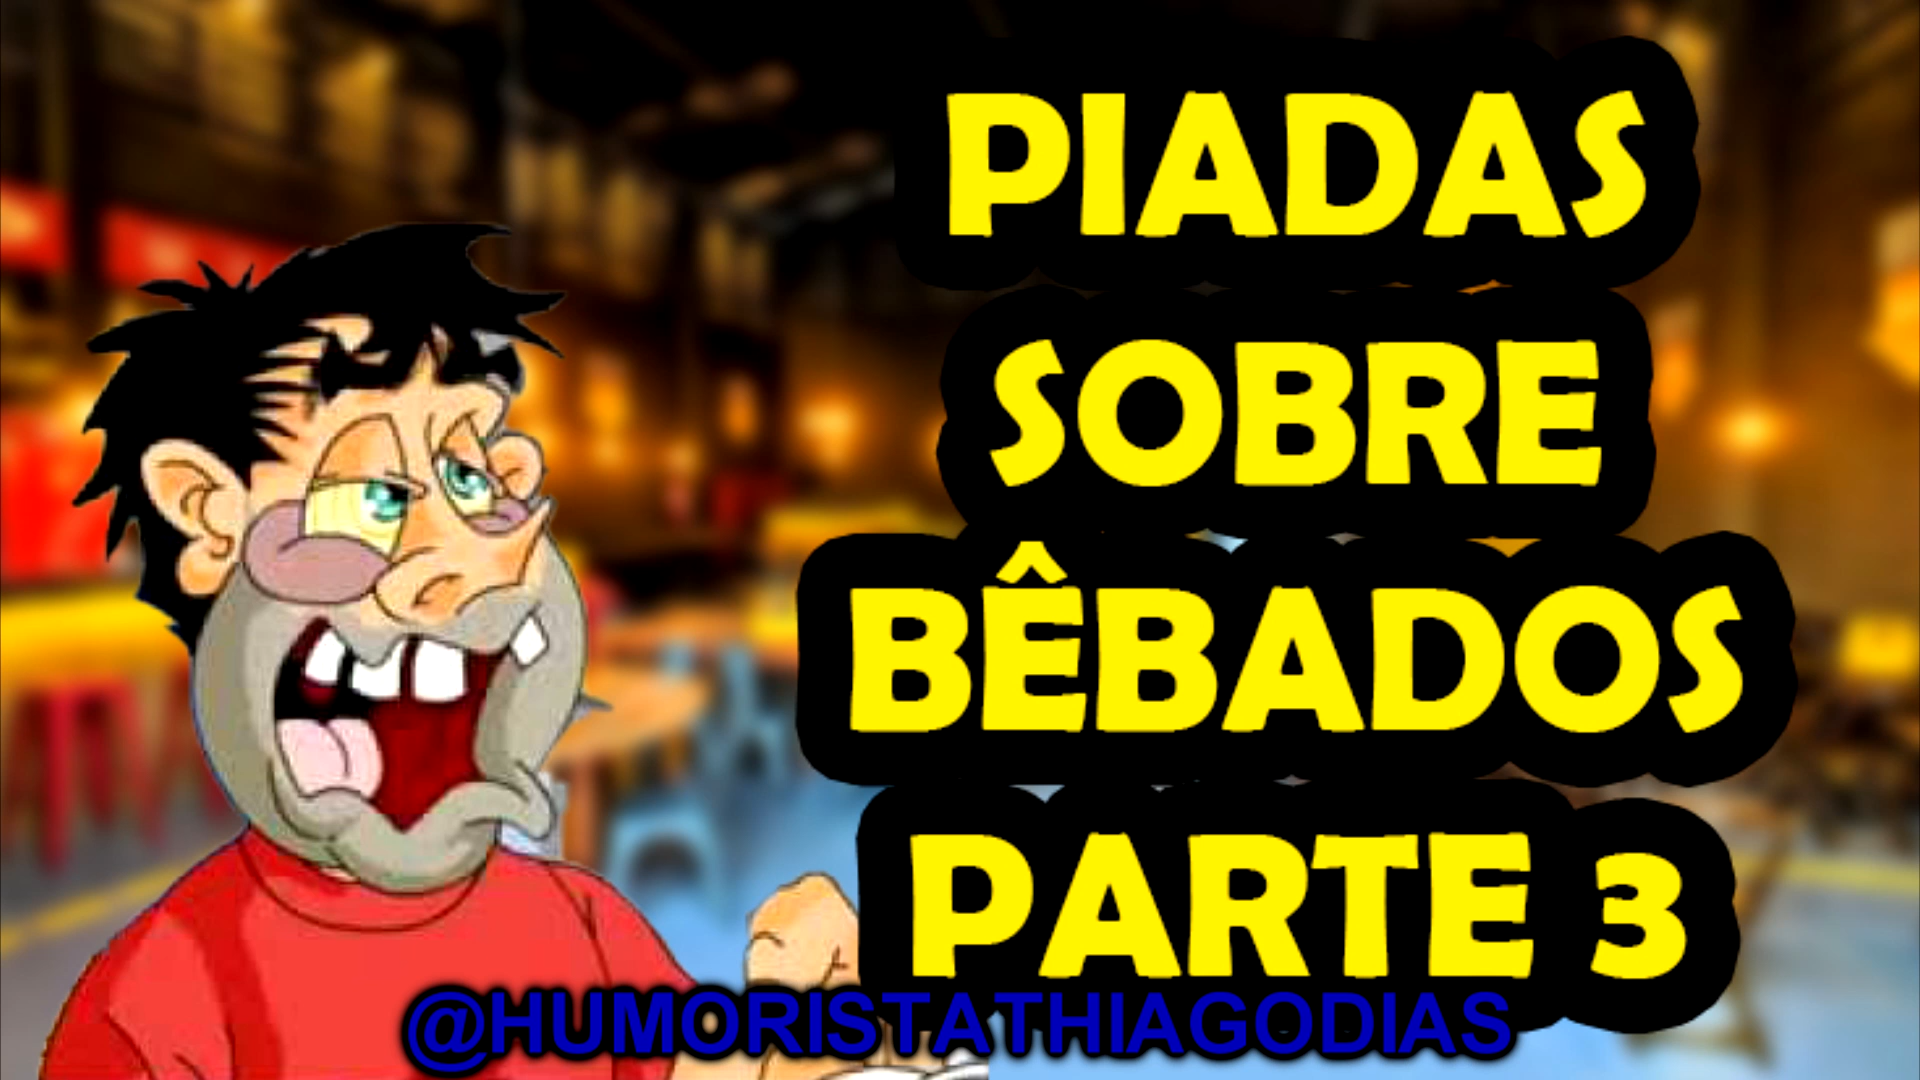 PIADAS
SOBRE
BÊBADOS
PARTE 3
@HUMORISTATHIAGODIAS